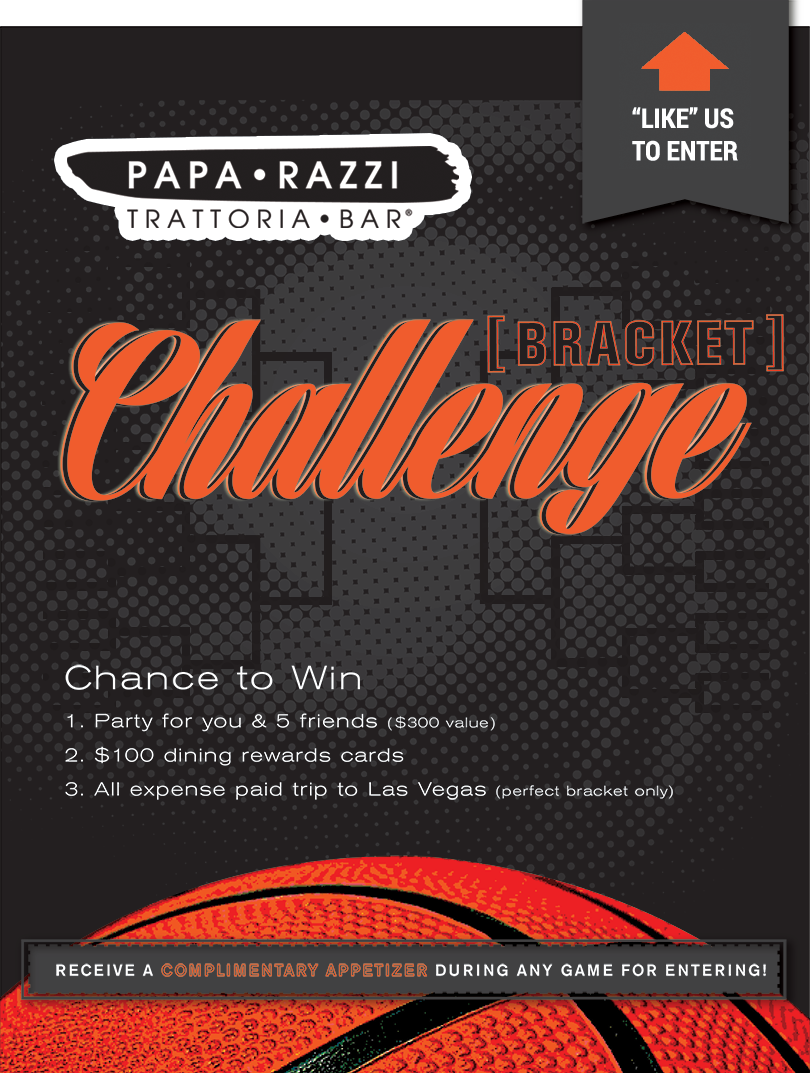 “LIKE” US
TO ENTER
PAPA•RAZZI
TRATTORIA•BAR®
[BRACKET]
Challenge
Chance to Win
1. Party for you & 5 friends ($300 value)
2. $100 dining rewards cards
3. All expense paid trip to Las Vegas (perfect bracket only)
RECEIVE A COMPLIMENTARY APPETIZER DURING ANY GAME FOR ENTERING!